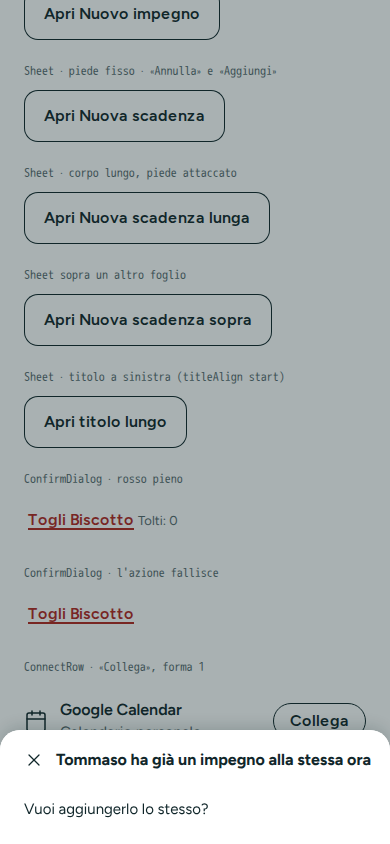 Apri Nuovo impegno
Sheet · piede fisso · «Annulla» e «Aggiungi»
Apri Nuova scadenza
Sheet · corpo lungo, piede attaccato
Apri Nuova scadenza lunga
Sheet sopra un altro foglio
Apri Nuova scadenza sopra
Sheet · titolo a sinistra (titleAlign start)
Apri titolo lungo
ConfirmDialog · rosso pieno
Togli Biscotto Tolti: 0
ConfirmDialog · l'azione fallisce
Togli Biscotto
ConnectRow · «Collega», forma 1
Google Calendar
Collega
Tommaso ha già un impegno alla stessa ora
Vuoi aggiungerlo lo stesso?